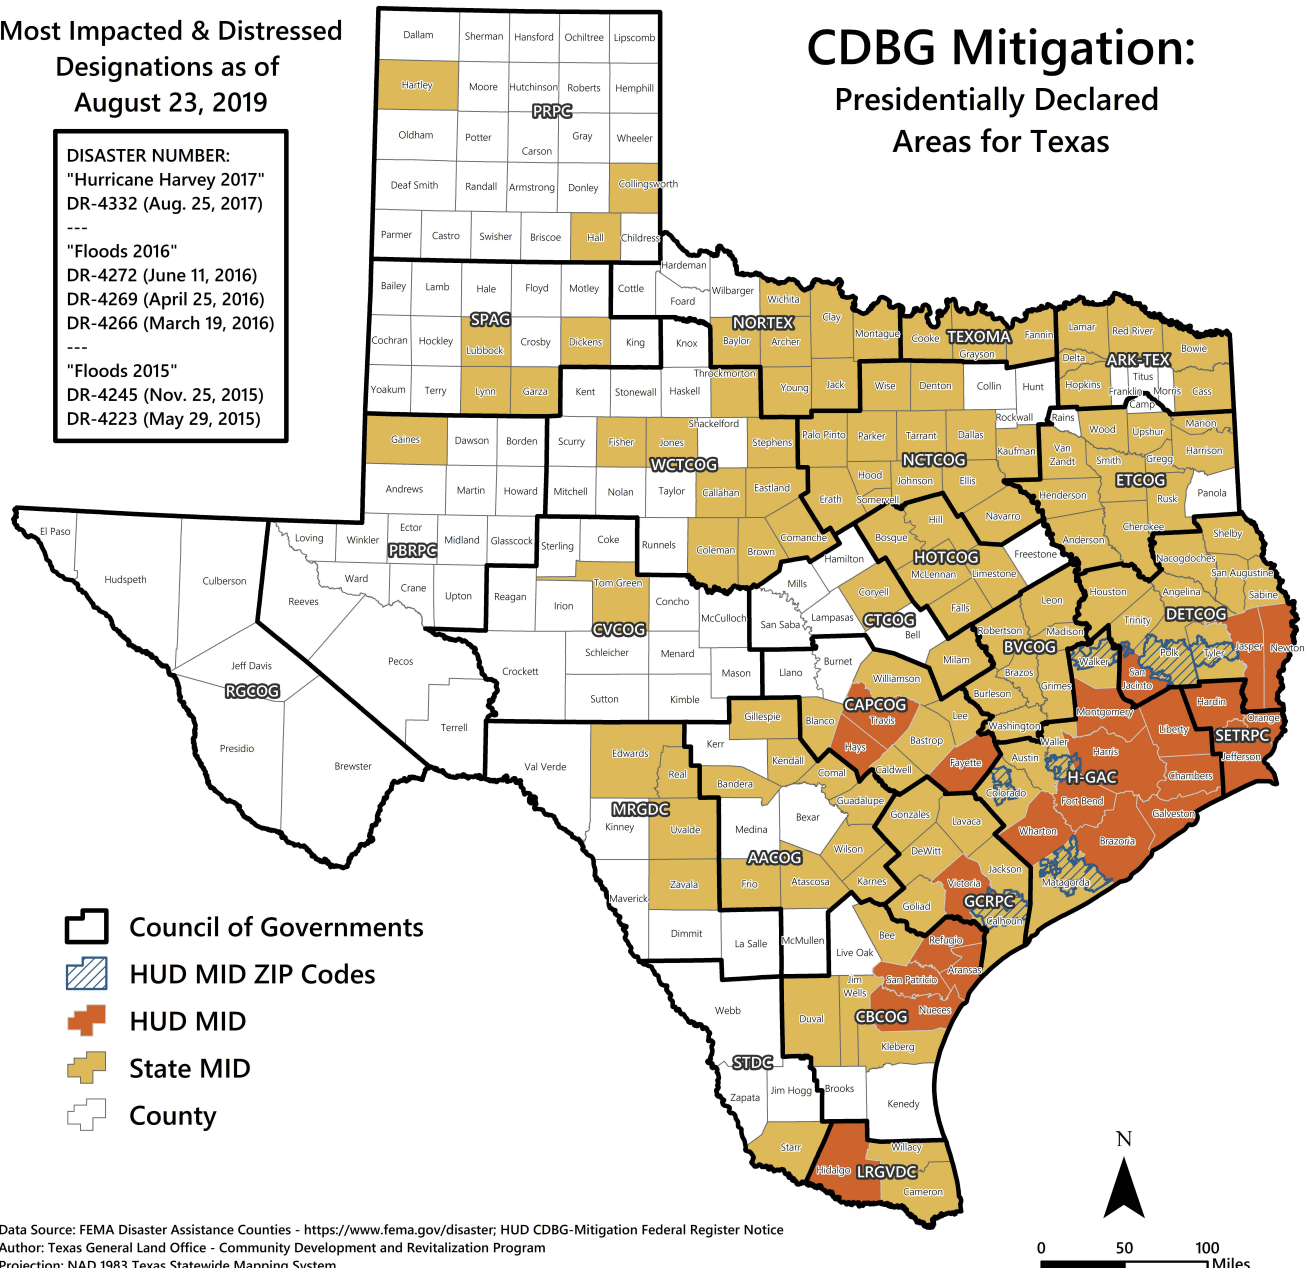 Most Impacted & Distressed
Designations as of
August 23, 2019
DISASTER NUMBER:
"Hurricane Harvey 2017"
DR-4332 (Aug. 25, 2017)
---
"Floods 2016"
DR-4272 (June 11, 2016)
DR-4269 (April 25, 2016)
DR-4266 (March 19, 2016)
---
"Floods 2015"
DR-4245 (Nov. 25, 2015)
DR-4223 (May 29, 2015)
CDBG Mitigation:
Presidentially Declared
Areas for Texas
Dallam Sherman Hansford Ochiltree Lipscomb
Hartley Moore Hutchinson Roberts Hemphill
PRPC
Oldham Potter Carson Gray Wheeler
Deaf Smith Randall Armstrong Donley Collingsworth
Parmer Castro Swisher Briscoe Hall Childress
Hardeman
Bailey Lamb Hale Floyd Motley Cottle Foard Wilbarger Wichita
SPAG NORTEX TEXOMA ARK-TEX
Clay Montague Cooke Grayson Fannin Lamar Red River Bowie
Cochran Hockley Lubbock Crosby Dickens King Knox Baylor Archer
Delta Titus Hopkins Franklin Morris Cass Camp
Yoakum Terry Lynn Garza Kent Stonewall Haskell Throckmorton Young Jack Wise Denton Collin Hunt
Rockwall Rains
Gaines Dawson Borden Scurry Fisher Jones Shackelford Stephens Palo Pinto Parker Tarrant Dallas Kaufman
Van
Zandt
Wood Upshur Marion Harrison Smith Gregg
WCTCOG NCTCOG ETCOG
Andrews Martin Howard Mitchell Nolan Taylor Callahan Eastland Erath Hood Somervell Johnson Ellis Henderson Rusk Panola
Navarro Cherokee Anderson Shelby
El Paso Hudspeth Culberson
Loving Winkler Ector Midland Glasscock Sterling Coke Runnels Coleman Brown Comanche Hamilton Bosque Hill Freestone
PBRPC HOTCOG
Nacogdoches San Augustine Sabine
Reeves Ward Crane Upton Reagan Irion Tom Green Concho McCulloch San Saba Mills Lampasas Coryell McLennan Limestone Falls
CVCOG CTCOG BVCOG DETCOG
Bell Leon Houston Angelina Trinity
Robertson Madison Walker Polk Tyler Jasper Newton
San
Jacinto
Jeff Davis Pecos Crockett Schleicher Menard Mason Llano Burnet Williamson Milam Brazos Grimes Burleson Washington
RGCOG
Presidio Brewster Terrell Sutton Kimble
CAPCOG
Gillespie Blanco Travis Hays Lee Bastrop Fayette Caldwell
Montgomery Liberty Hardin Orange Jefferson
SETRPC
Val Verde Edwards Real Kerr Kendall Bandera Comal Guadalupe
Waller Austin Harris Chambers Colorado Fort Bend Galveston Wharton Brazoria Matagorda
H-GAC
MRGDC
Kinney Uvalde Medina Bexar Wilson Gonzales Lavaca DeWitt Jackson
AACOG
Maverick Zavala Frio Atascosa Karnes Goliad Victoria Calhoun
GCRPC
Dimmit La Salle McMullen Live Oak Bee Refugio Aransas San Patricio
Jim
Wells
Webb Duval Nueces Kleberg
CBCOG
STDC
Zapata Jim Hogg Brooks Kenedy
Starr Hidalgo Willacy Cameron
LRGVDC
Council of Governments
HUD MID ZIP Codes
HUD MID
State MID
County
N
0 50 100
Miles
Data Source: FEMA Disaster Assistance Counties - https://www.fema.gov/disaster; HUD CDBG-Mitigation Federal Register Notice
Author: Texas General Land Office - Community Development and Revitalization Program
Projection: NAD 1983 Texas Statewide Mapping System